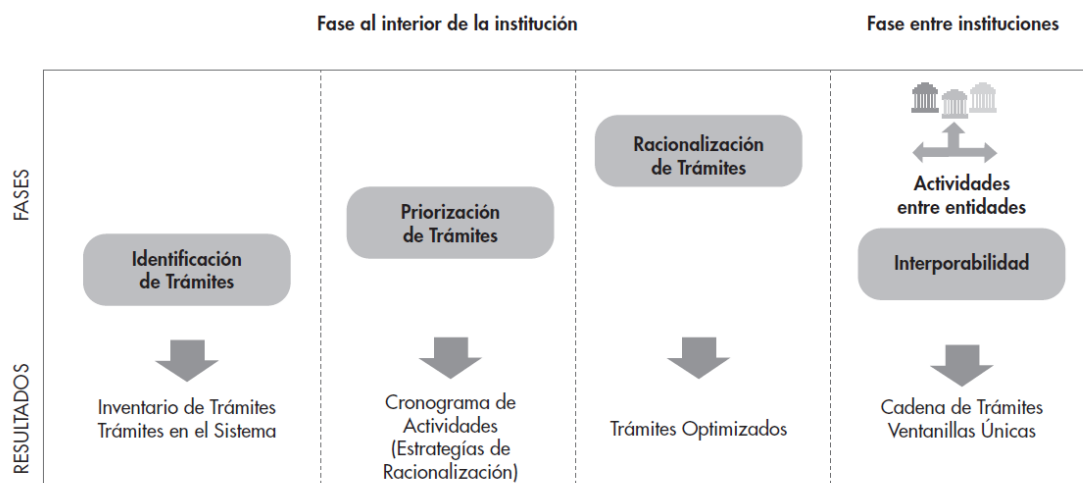 Fase al interior de la institución
Fase entre instituciones
FASES
Identificación
de Trámites
Priorización
de Trámites
Racionalización
de Trámites
Actividades
entre entidades
Interporabilidad
RESULTADOS
Inventario de Trámites
Trámites en el Sistema
Cronograma de
Actividades
(Estrategías de
Racionalización)
Trámites Optimizados
Cadena de Trámites
Ventanillas Únicas